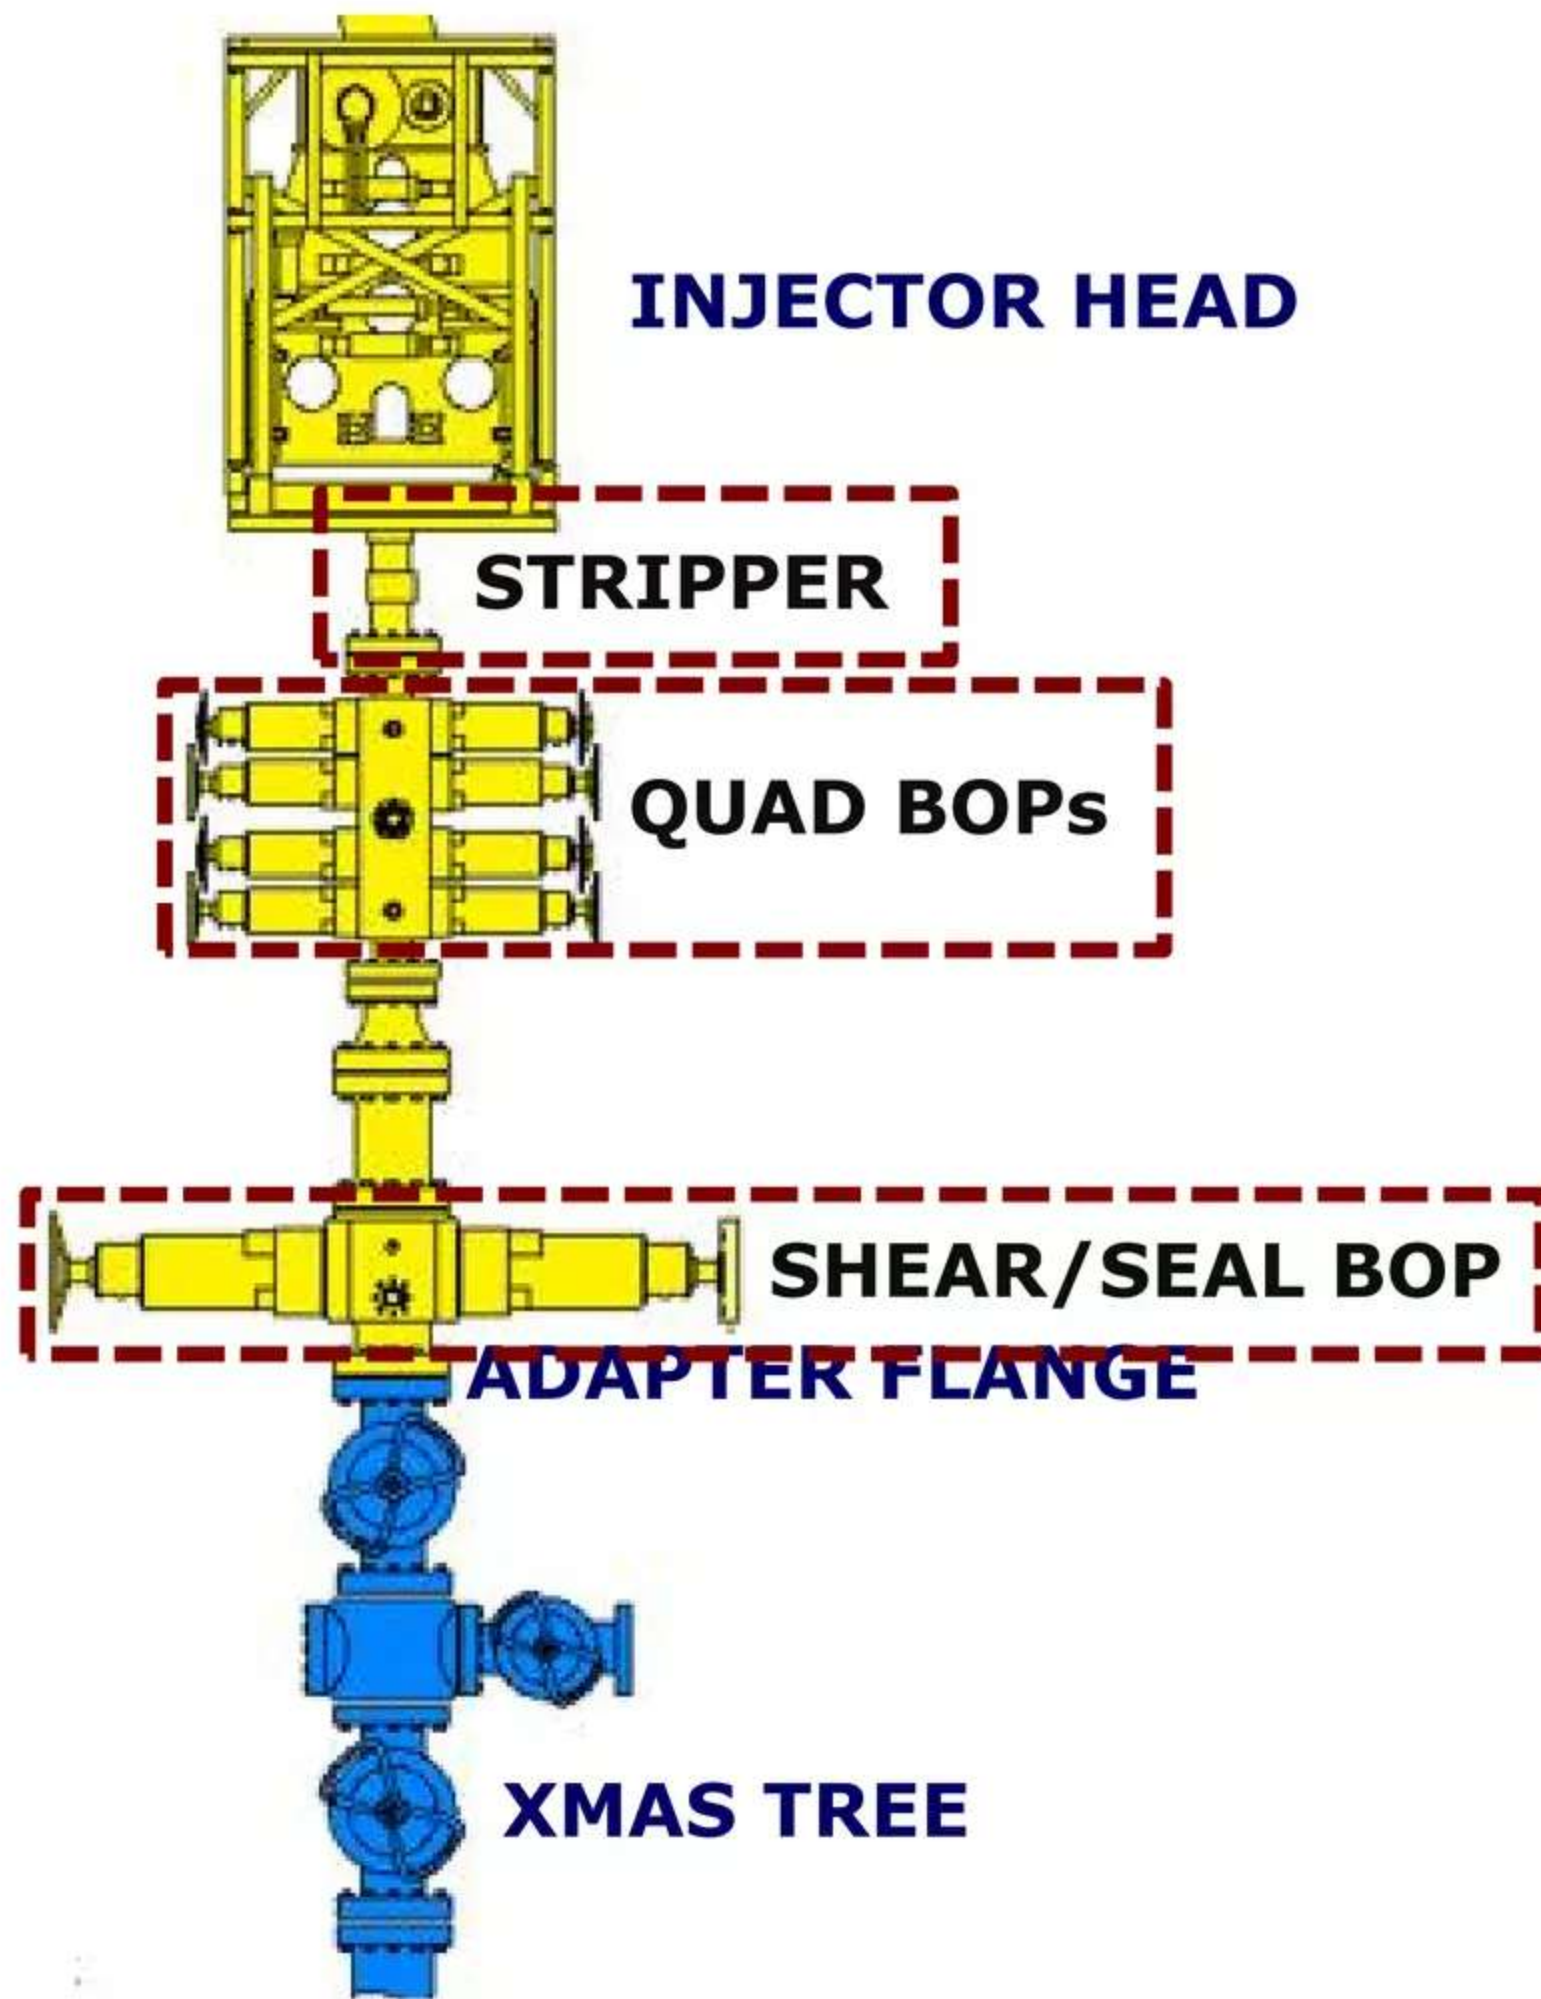 INJECTOR HEAD
STRIPPER
QUAD BOPs
SHEAR/SEAL BOP
ADAPTER FLANGE
XMAS TREE